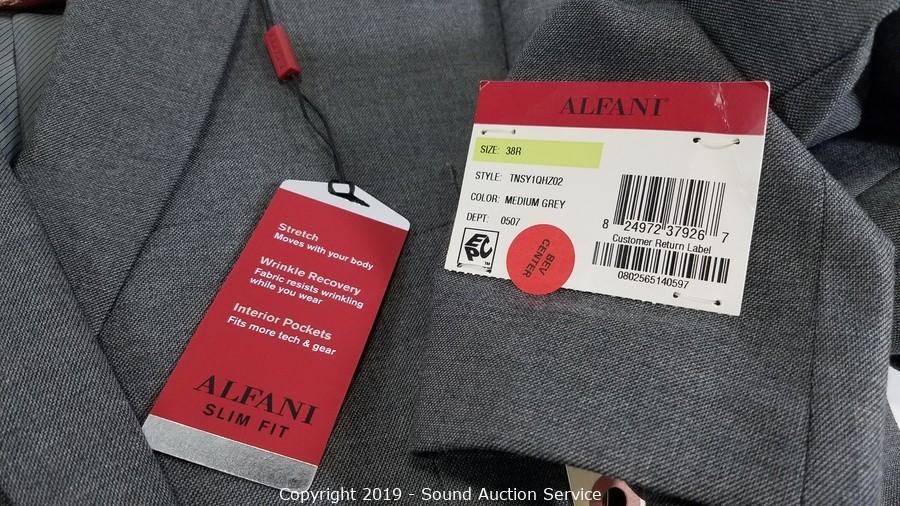 Stretch
Moves with your body
Wrinkle Recovery
Fabric resists wrinkling
while you wear
Interior Pockets
Fits more tech & gear
ALFANI
SLIM FIT
ALFANI
SIZE: 38R
STYLE: TNSY1QHZ02
COLOR: MEDIUM GREY
DEPT: 0507
EPC™
BEV
CENTER
8 24972 37926 7
Customer Return Label
0802565140597
Copyright 2019 - Sound Auction Service